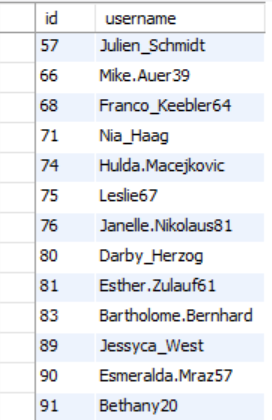 id username
57 Julien_Schmidt
66 Mike.Auer39
68 Franco_Keebler64
71 Nia_Haag
74 Hulda.Macejkovic
75 Leslie67
76 Janelle.Nikolaus81
80 Darby_Herzog
81 Esther.Zulauf61
83 Bartholome.Bernhard
89 Jessyca_West
90 Esmeralda.Mraz57
91 Bethany20